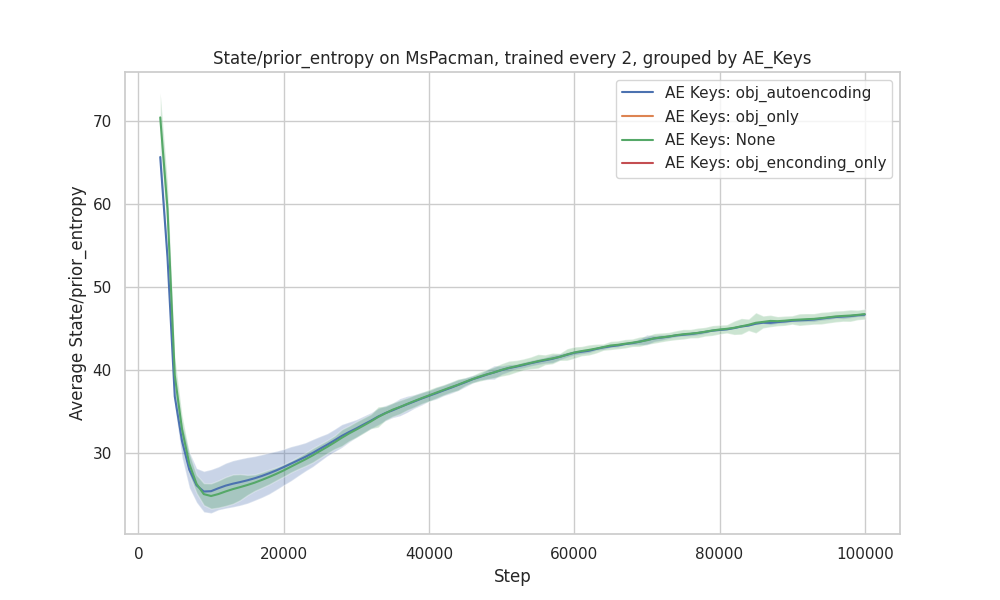 State/prior_entropy on MsPacman, trained every 2, grouped by AE_Keys
AE Keys: obj_autoencoding
AE Keys: obj_only
AE Keys: None
AE Keys: obj_enconding_only
Average State/prior_entropy
70
60
50
40
30
0
20000
40000
60000
80000
100000
Step